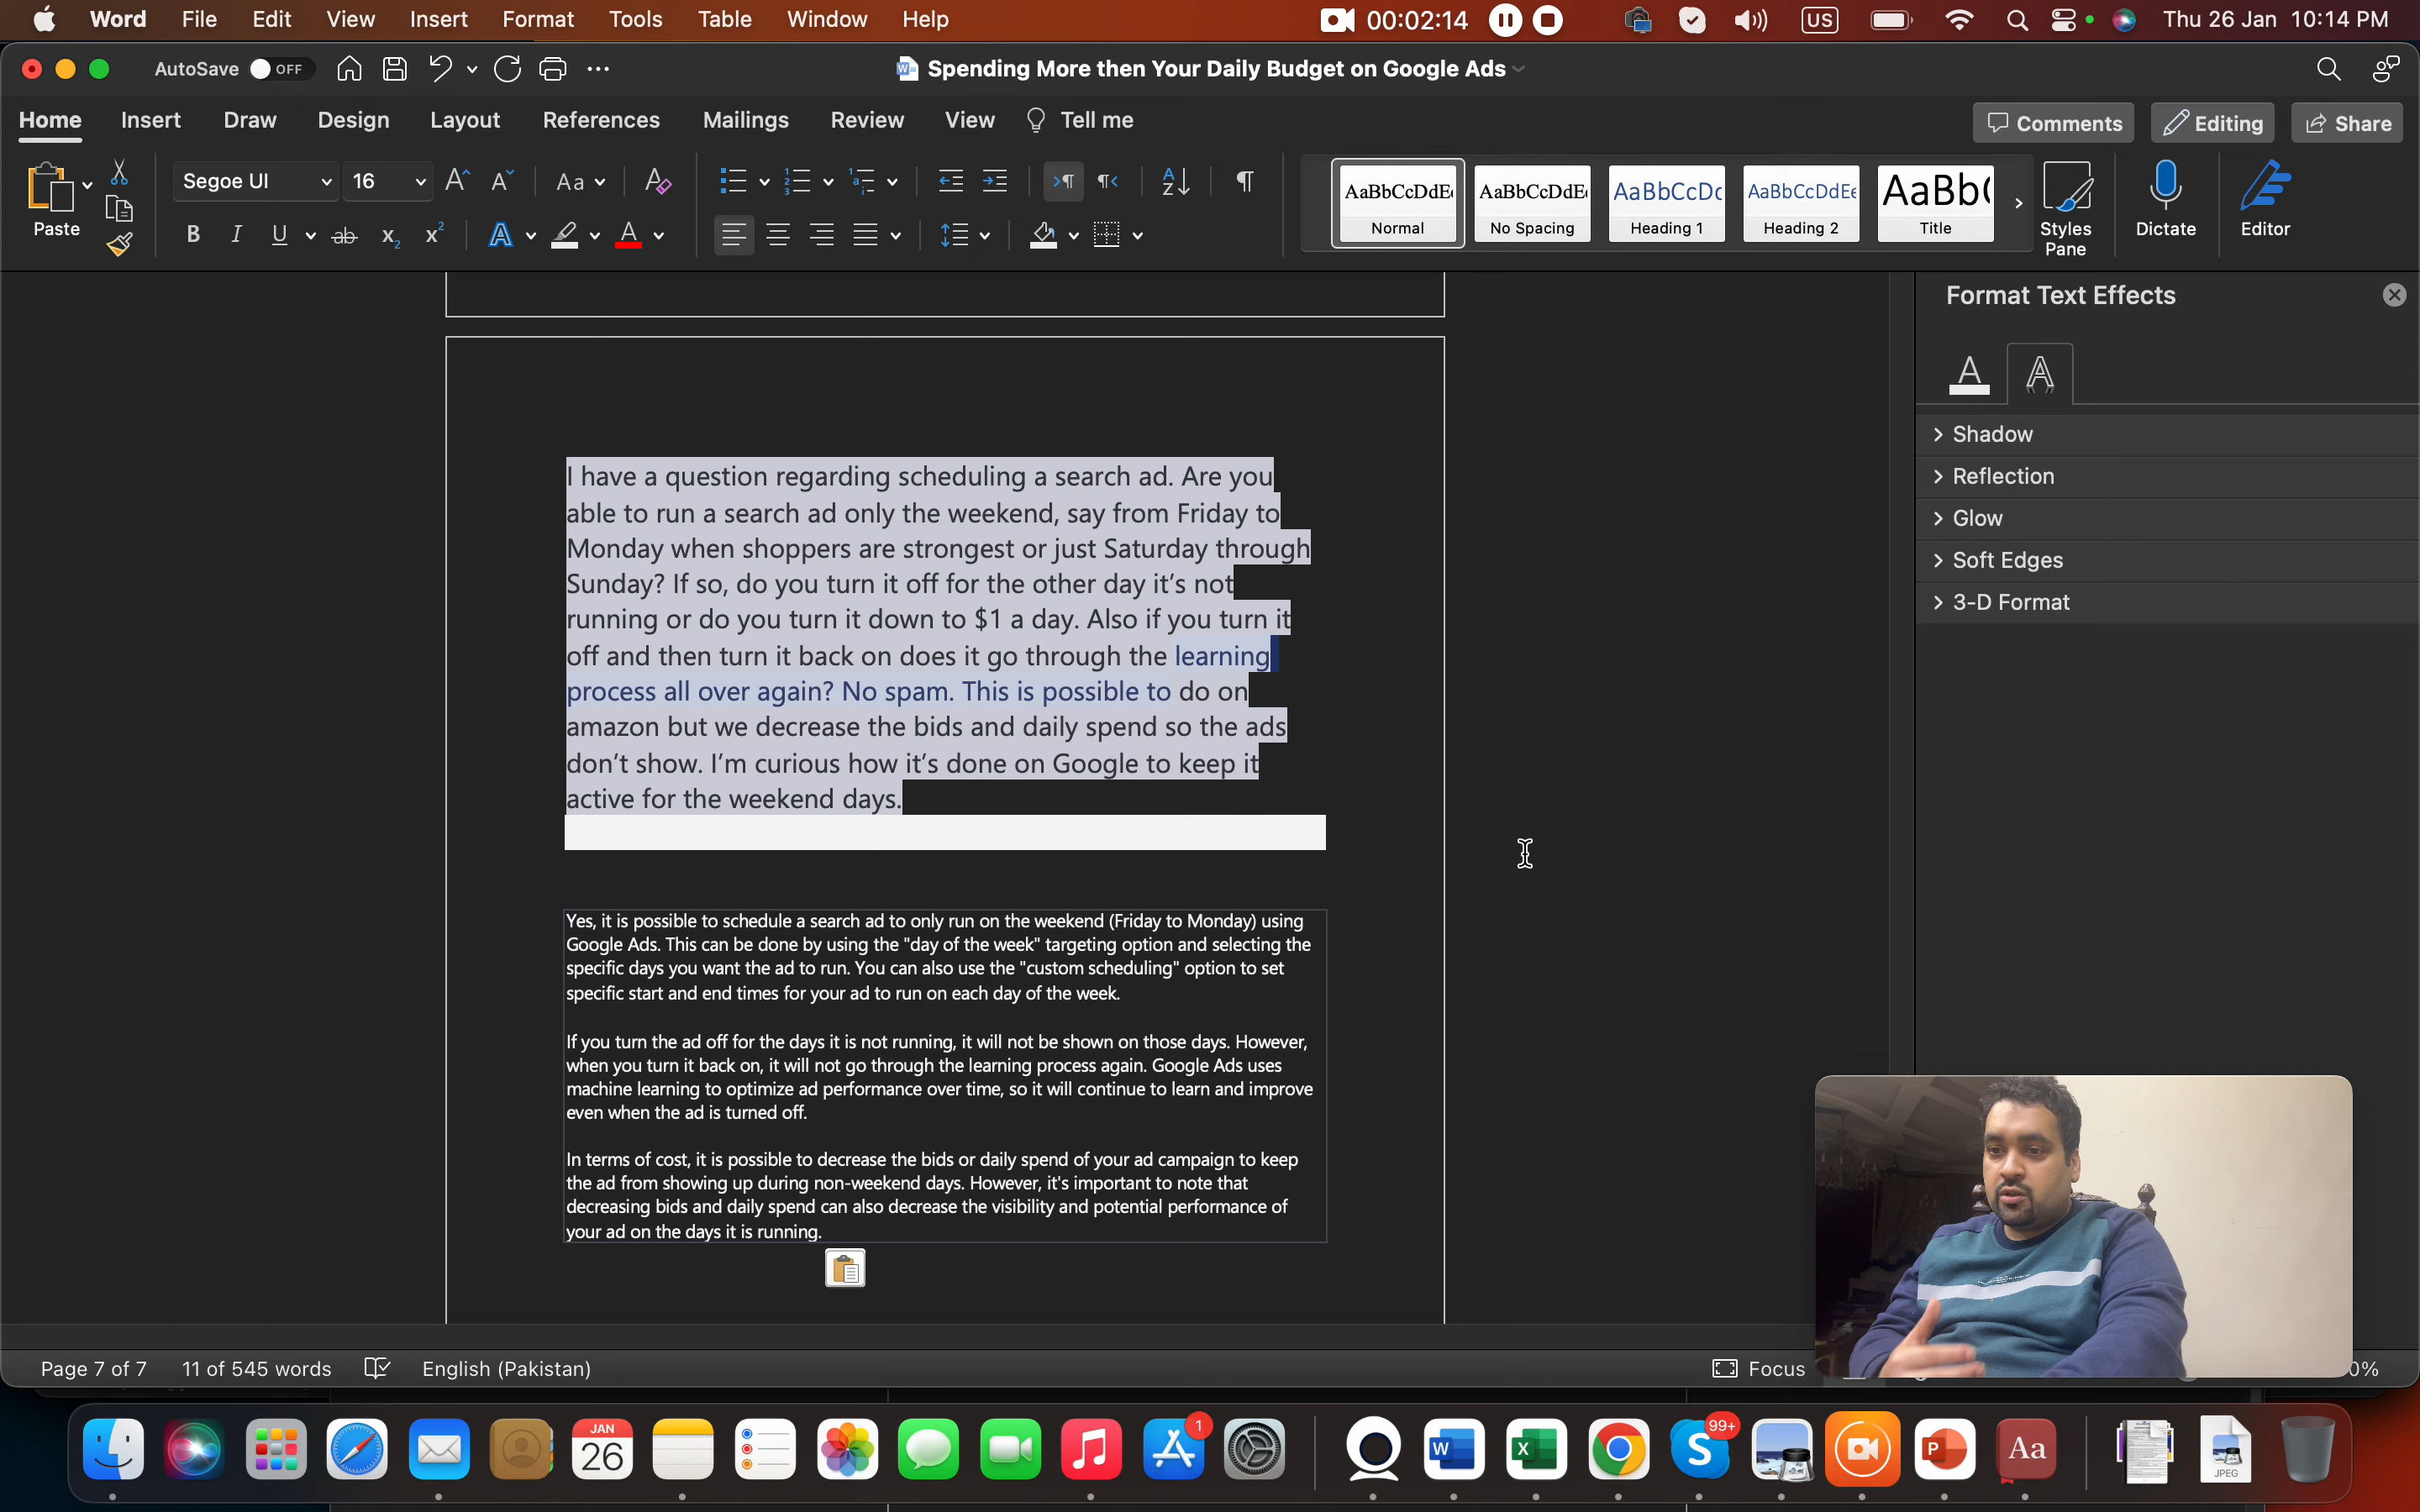 Word File Edit View Insert Format Tools Table Window Help 00:02:14 US Thu 26 Jan 10:14 PM
AutoSave OFF Spending More then Your Daily Budget on Google Ads
Home Insert Draw Design Layout References Mailings Review View Tell me Comments Editing Share
Paste
Segoe UI 16 Aa
AaBbCcDdEe Normal
AaBbCcDdEe No Spacing
AaBbCcDc Heading 1
AaBbCcDdEe Heading 2
AaBb( Title
Styles Pane
Dictate
Editor
Format Text Effects
Shadow
Reflection
Glow
Soft Edges
3-D Format
I have a question regarding scheduling a search ad. Are you
able to run a search ad only the weekend, say from Friday to
Monday when shoppers are strongest or just Saturday through
Sunday? If so, do you turn it off for the other day it's not
running or do you turn it down to $1 a day. Also if you turn it
off and then turn it back on does it go through the learning
process all over again? No spam. This is possible to do on
amazon but we decrease the bids and daily spend so the ads
don't show. I'm curious how it's done on Google to keep it
active for the weekend days.
Yes, it is possible to schedule a search ad to only run on the weekend (Friday to Monday) using
Google Ads. This can be done by using the "day of the week" targeting option and selecting the
specific days you want the ad to run. You can also use the "custom scheduling" option to set
specific start and end times for your ad to run on each day of the week.
If you turn the ad off for the days it is not running, it will not be shown on those days. However,
when you turn it back on, it will not go through the learning process again. Google Ads uses
machine learning to optimize ad performance over time, so it will continue to learn and improve
even when the ad is turned off.
In terms of cost, it is possible to decrease the bids or daily spend of your ad campaign to keep
the ad from showing up during non-weekend days. However, it's important to note that
decreasing bids and daily spend can also decrease the visibility and potential performance of
your ad on the days it is running.
Page 7 of 7 11 of 545 words English (Pakistan) Focus 0%
JAN 26 1 W X S 99+ P Aa JPEG